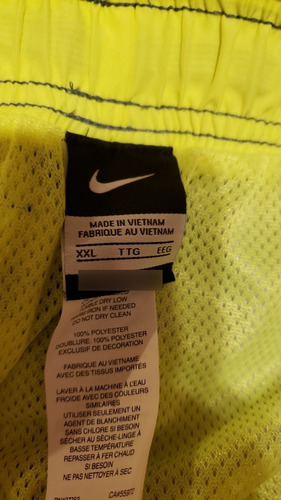 MADE IN VIETNAM
FABRIQUE AU VIETNAM
XXL TTG EEG
TUMBLE DRY LOW
WARM IRON IF NEEDED
DO NOT DRY CLEAN
100% POLYESTER
DOUBLURE: 100% POLYESTER
EXCLUSIF DE DECORATION
FABRIQUE AU VIETNAME
AVEC DES TISSUS IMPORTÉS
LAVER À LA MACHINE À L'EAU
FROIDE AVEC DES COULEURS
SIMILAIRES
UTILISER SEULEMENT UN
AGENT DE BLANCHIMENT
SANS CHLORE SI BESOIN
SÉCHER AU SÈCHE-LINGE À
BASSE TEMPÉRATURE
REPASSER À FER CHAUD
SI BESOIN
NE PAS NETTOYER À SEC